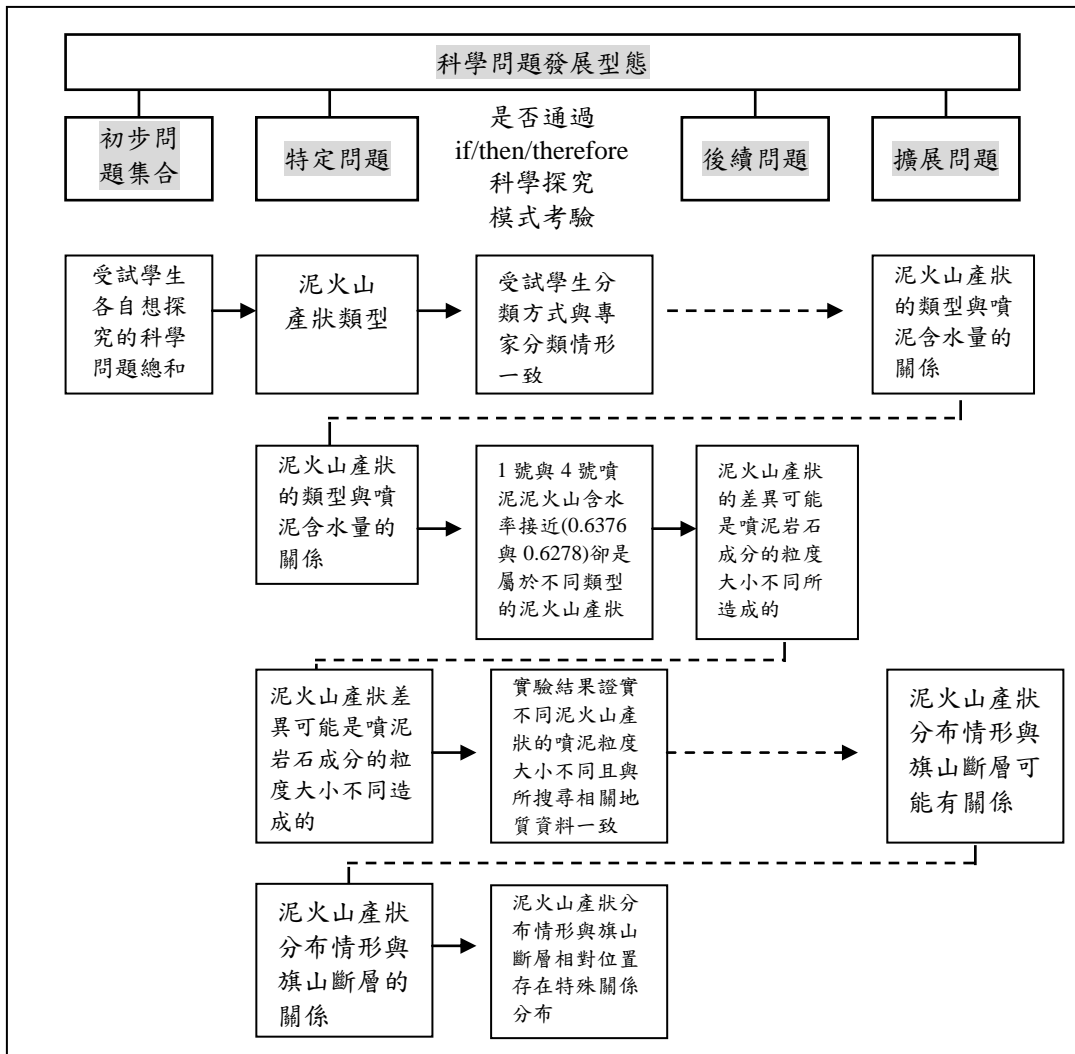 科學問題發展型態
初步問
題集合
特定問題
是否通過
if/then/therefore
科學探究
模式考驗
後續問題
擴展問題
受試學生
各自想探
究的科學
問題總和
泥火山
產狀類型
受試學生分
類方式與專
家分類情形
一致
泥火山產狀
的類型與噴
泥含水量的
關係
泥火山產狀
的類型與噴
泥含水量的
關係
1 號與 4 號噴
泥泥火山含水
率接近(0.6376
與 0.6278)卻是
屬於不同類型
的泥火山產狀
泥火山產狀
的差異可能
是噴泥岩石
成分的粒度
大小不同所
造成的
泥火山產狀差
異可能是噴泥
岩石成分的粒
度大小不同造
成的
實驗結果證實
不同泥火山產
狀的噴泥粒度
大小不同且與
所搜尋相關地
質資料一致
泥火山產狀
分布情形與
旗山斷層可
能有關係
泥火山產狀
分布情形與
旗山斷層的
關係
泥火山產狀分
布情形與旗山
斷層相對位置
存在特殊關係
分布